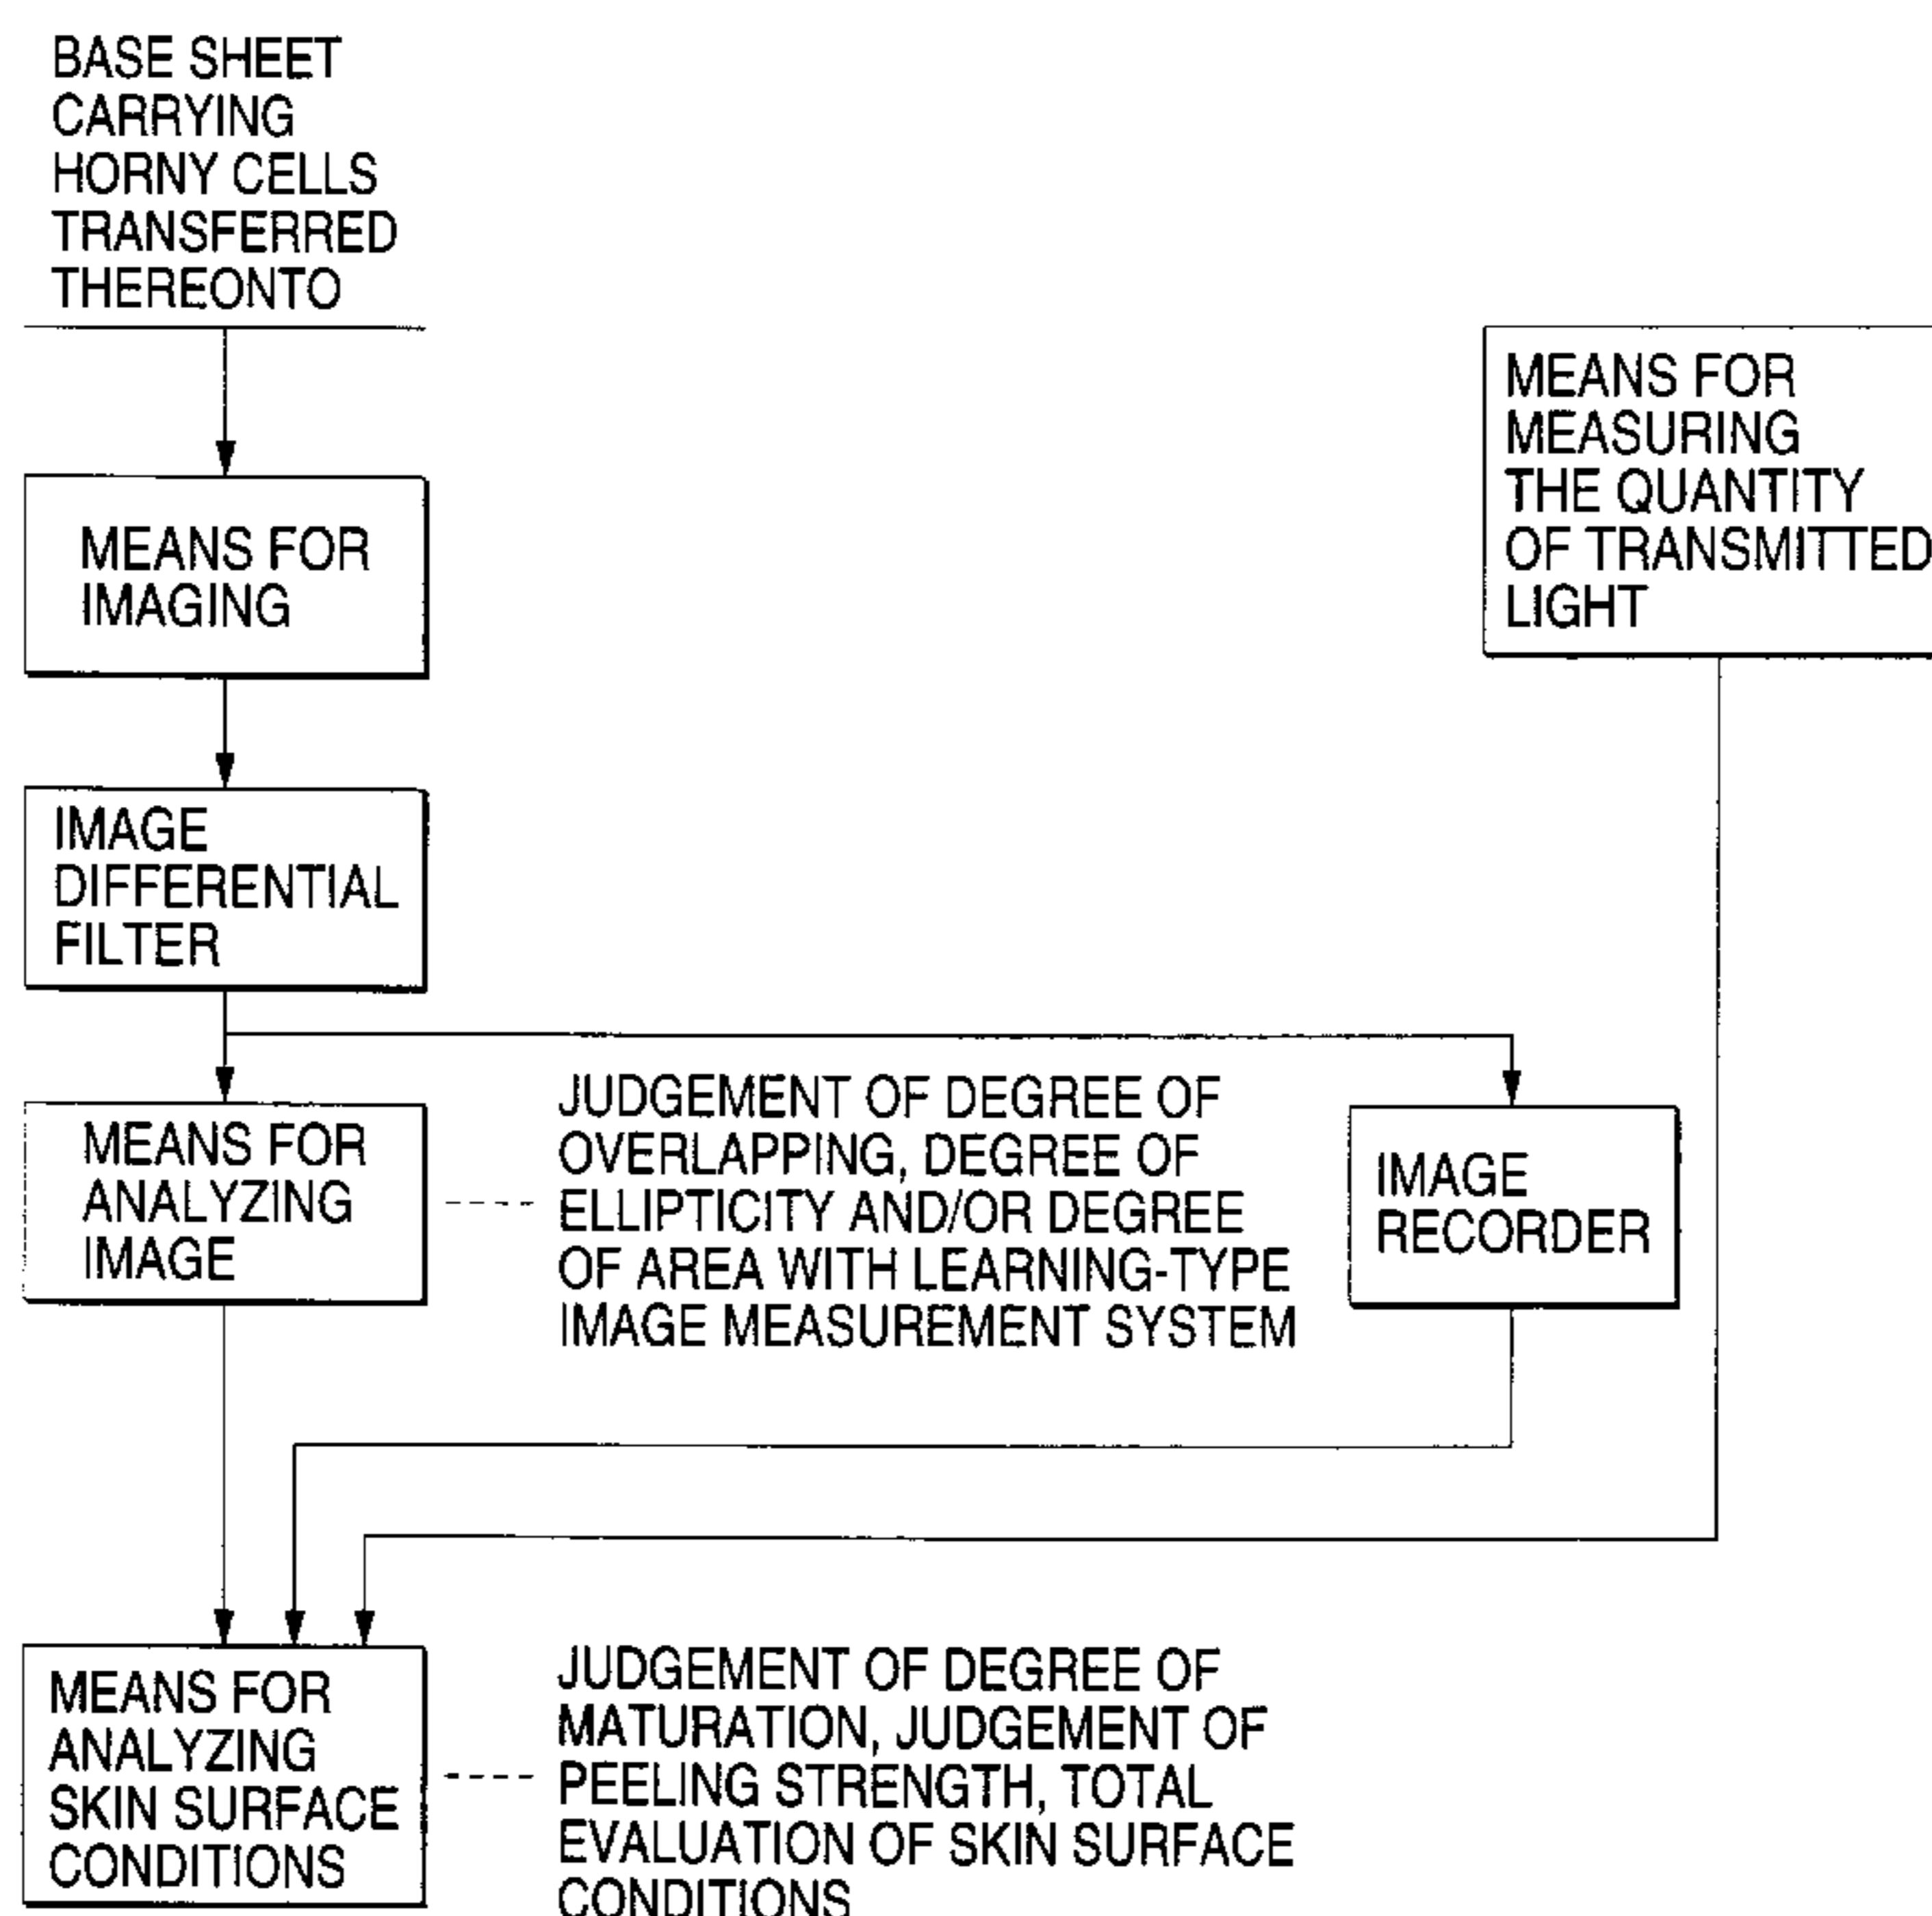 BASE SHEET
CARRYING
HORNY CELLS
TRANSFERRED
THEREONTO
MEANS FOR
MEASURING
THE QUANTITY
OF TRANSMITTED
LIGHT
MEANS FOR
IMAGING
IMAGE
DIFFERENTIAL
FILTER
MEANS FOR
ANALYZING
IMAGE
JUDGEMENT OF DEGREE OF
OVERLAPPING, DEGREE OF
ELLIPTICITY AND/OR DEGREE
OF AREA WITH LEARNING-TYPE
IMAGE MEASUREMENT SYSTEM
IMAGE
RECORDER
MEANS FOR
ANALYZING
SKIN SURFACE
CONDITIONS
JUDGEMENT OF DEGREE OF
MATURATION, JUDGEMENT OF
PEELING STRENGTH, TOTAL
EVALUATION OF SKIN SURFACE
CONDITIONS